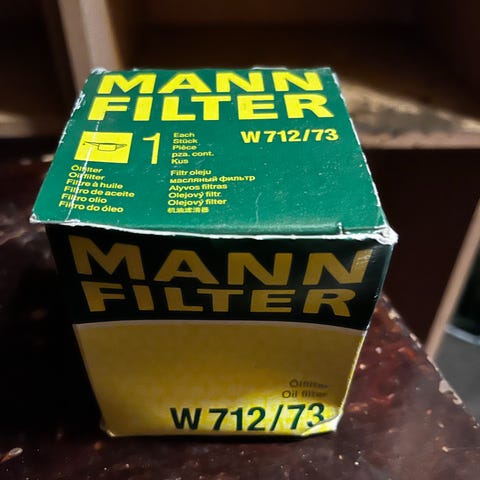 MANN
FILTER
1
Each
Stück
Pièce
pza. cont.
Kus
W 712/73
Ölfilter
Oil filter
Filtre à huile
Filtro de aceite
Filtro olio
Filtro do óleo
Filtr oleju
масляный фильтр
Alyvos filtras
Olejový filtr
Olejový filter
机油滤清器
MANN
FILTER
Ölfilter
Oil filter
W 712/73